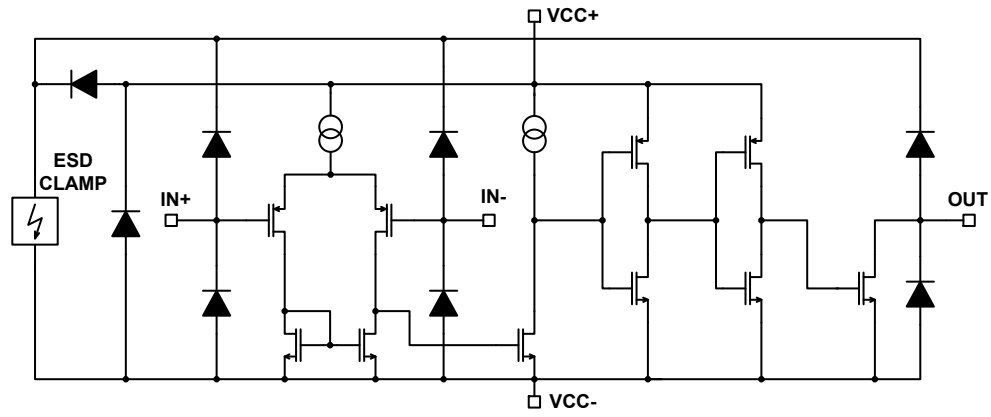 VCC+
ESD
CLAMP
IN+
IN-
OUT
VCC-